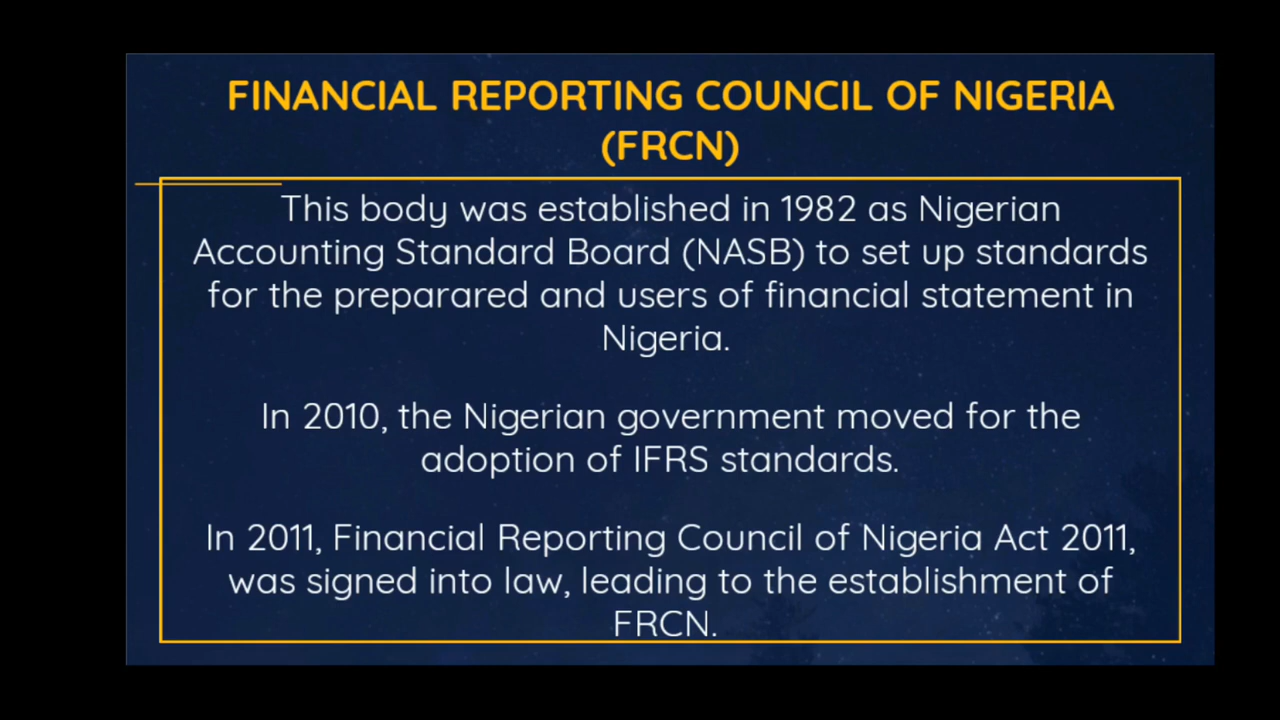 FINANCIAL REPORTING COUNCIL OF NIGERIA
(FRCN)
This body was established in 1982 as Nigerian
Accounting Standard Board (NASB) to set up standards
for the preparared and users of financial statement in
Nigeria.
In 2010, the Nigerian government moved for the
adoption of IFRS standards.
In 2011, Financial Reporting Council of Nigeria Act 2011,
was signed into law, leading to the establishment of
FRCN.